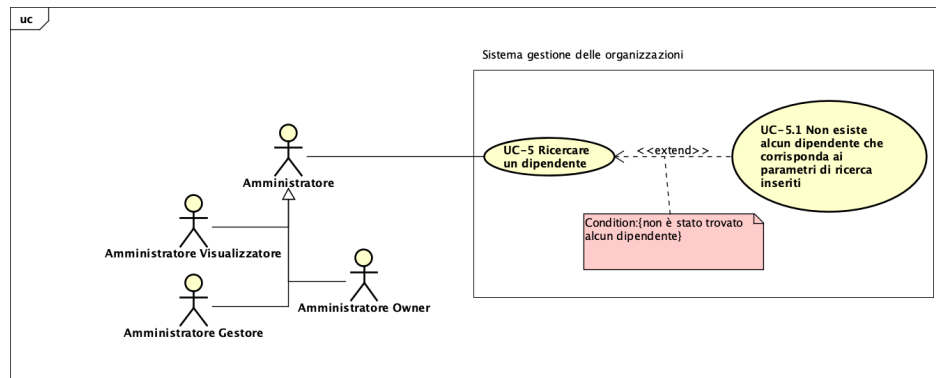 uc
Sistema gestione delle organizzazioni
Amministratore
UC-5 Ricercare
un dipendente
<<extend>>
UC-5.1 Non esiste
alcun dipendente che
corrisponda ai
parametri di ricerca
inseriti
Condition:{non è stato trovato
alcun dipendente}
Amministratore Visualizzatore
Amministratore Owner
Amministratore Gestore